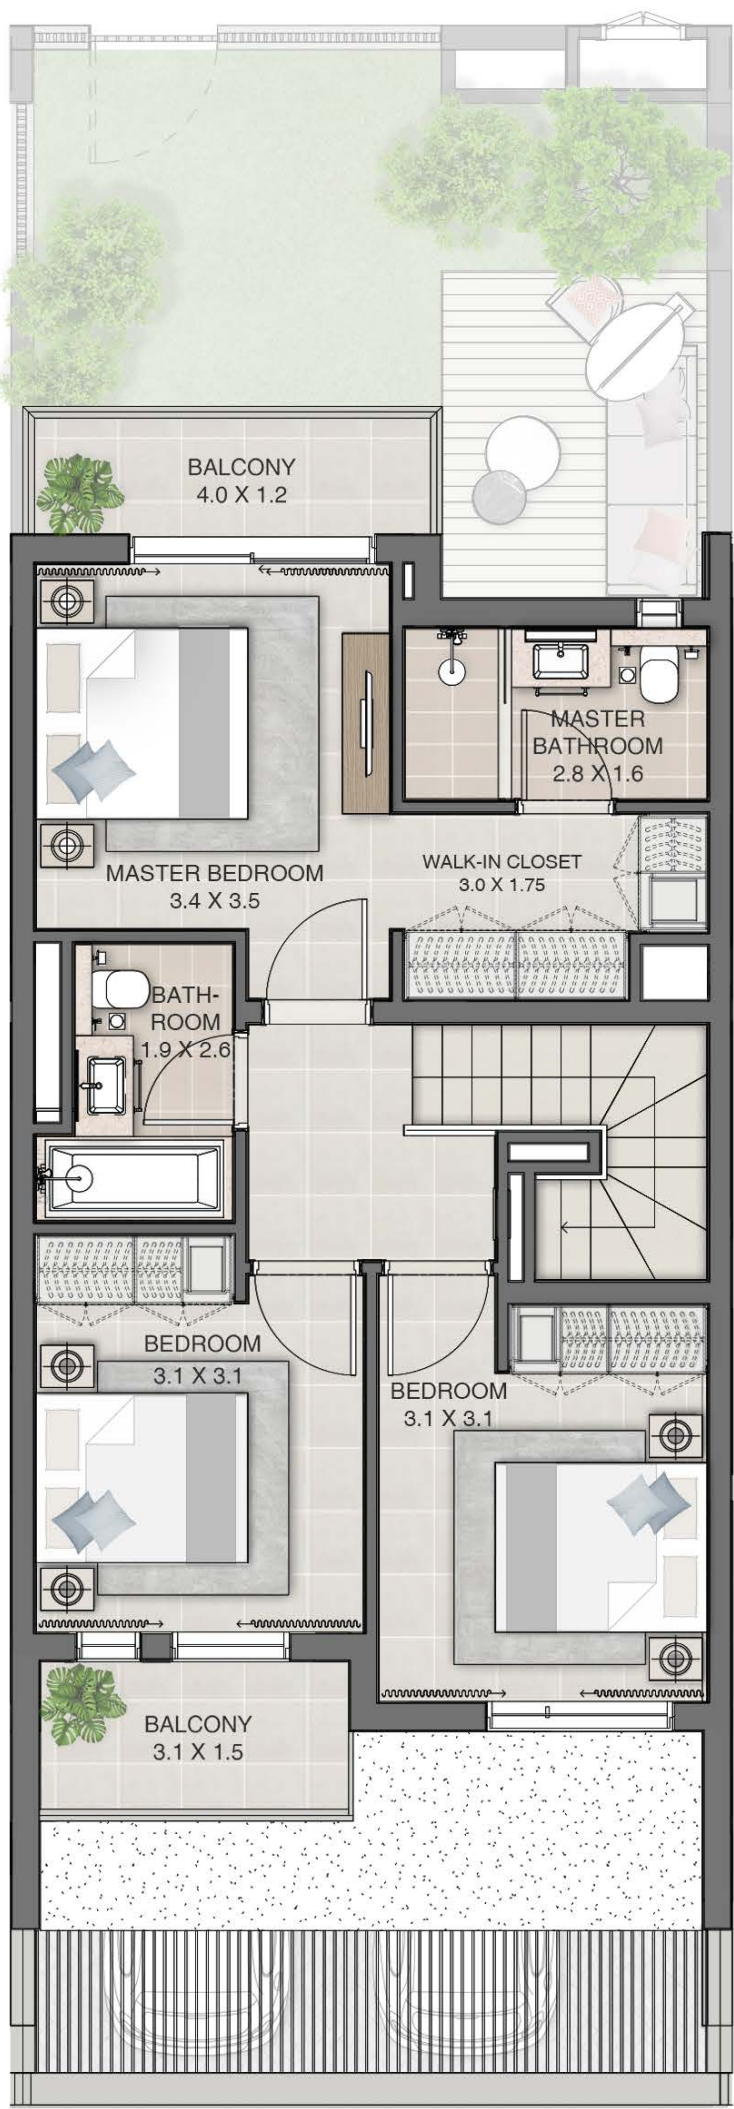 BALCONY
4.0 X 1.2
MASTER
BATHROOM
2.8 X 1.6
MASTER BEDROOM
3.4 X 3.5
WALK-IN CLOSET
3.0 X 1.75
BATH-
ROOM
1.9 X 2.6
BEDROOM
3.1 X 3.1
BEDROOM
3.1 X 3.1
BALCONY
3.1 X 1.5